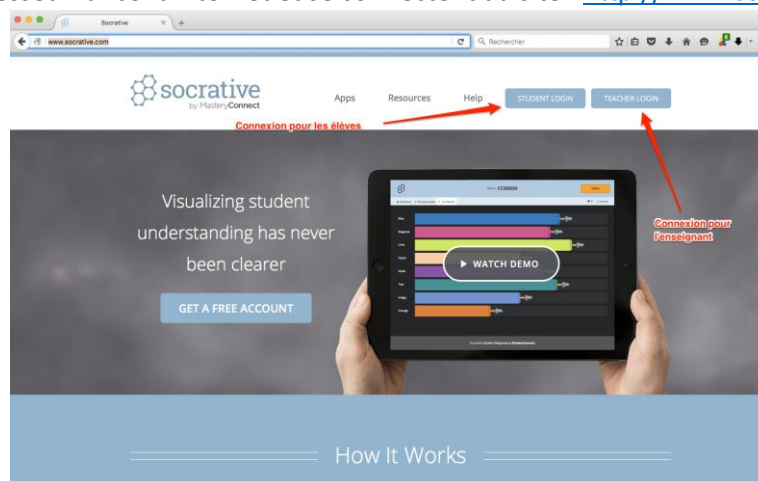 http://
Socrative
www.socrative.com
Rechercher
socrative
by MasteryConnect
Apps
Resources
Help
STUDENT LOGIN
TEACHER LOGIN
Connexion pour les élèves
Visualizing student
understanding has never
been clearer
GET A FREE ACCOUNT
WATCH DEMO
Connexion pour
l'enseignant
How It Works